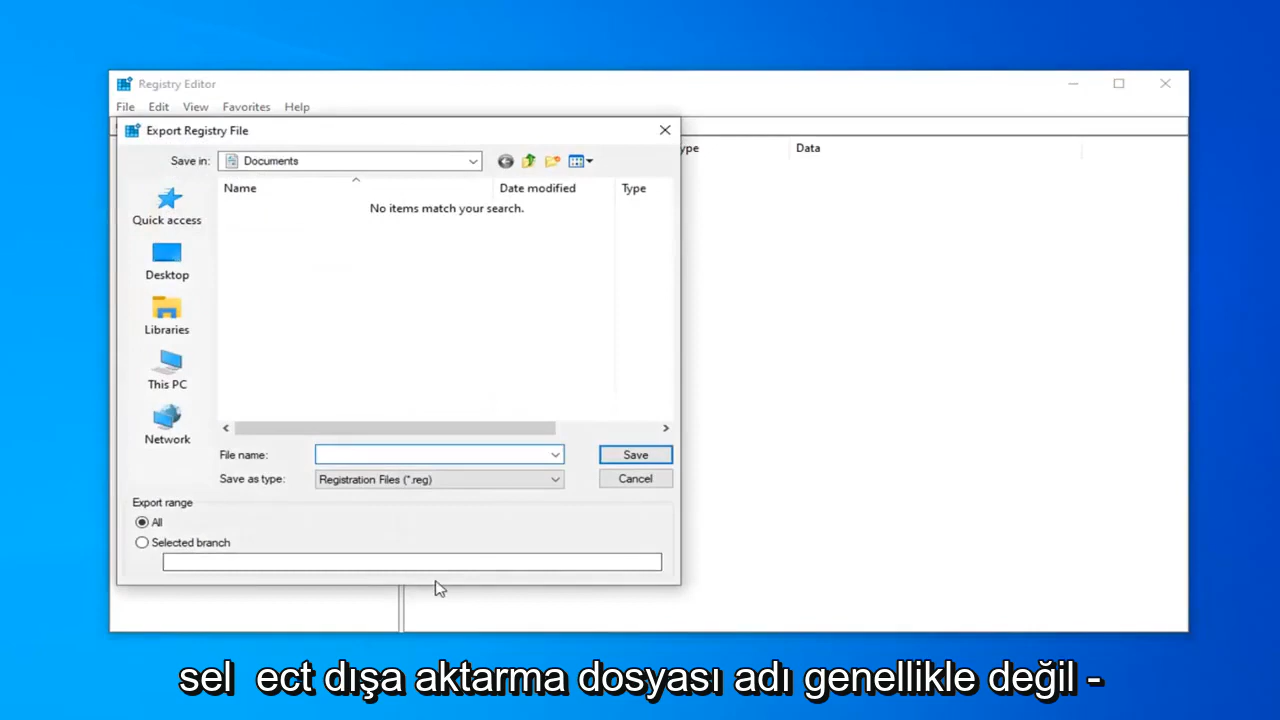 Registry Editor
File Edit View Favorites Help
Export Registry File
Save in: Documents
ype Data
Name Date modified Type
No items match your search.
Quick access
Desktop
Libraries
This PC
Network
File name: Save
Save as type: Registration Files (*.reg) Cancel
Export range
All
Selected branch
sel ect dışa aktarma dosyası adı genellikle değil -